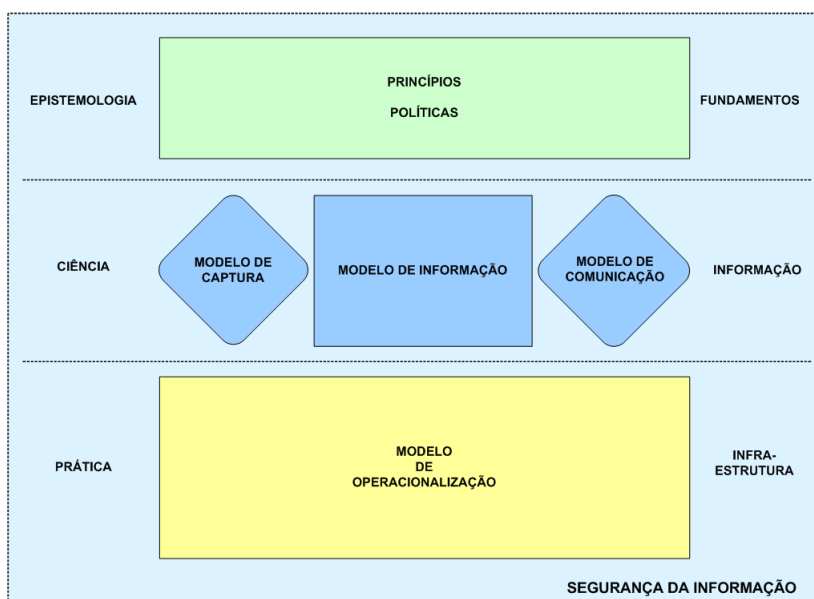 PRINCÍPIOS
POLÍTICAS
EPISTEMOLOGIA
FUNDAMENTOS
CIÊNCIA
MODELO DE
CAPTURA
MODELO DE INFORMAÇÃO
MODELO DE
COMUNICAÇÃO
INFORMAÇÃO
PRÁTICA
MODELO
DE
OPERACIONALIZAÇÃO
INFRA-
ESTRUTURA
SEGURANÇA DA INFORMAÇÃO